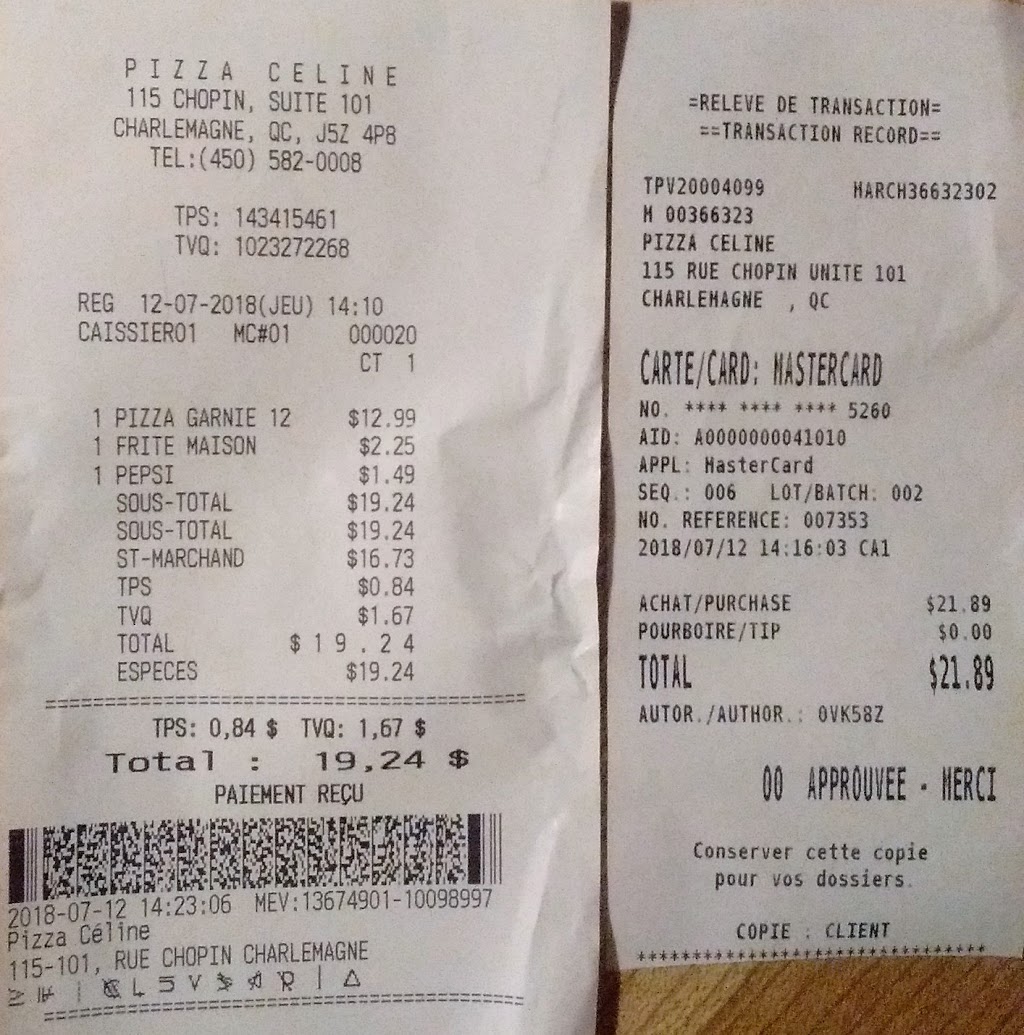 PIZZA CELINE
115 CHOPIN, SUITE 101
CHARLEMAGNE, QC, J5Z 4P8
TEL:(450) 582-0008
TPS: 143415461
TVQ: 1023272268
REG 12-07-2018(JEU) 14:10
CAISSIER01 MC#01 000020
CT 1
1 PIZZA GARNIE 12 $12.99
1 FRITE MAISON $2.25
1 PEPSI $1.49
SOUS-TOTAL $19.24
SOUS-TOTAL $19.24
ST-MARCHAND $16.73
TPS $0.84
TVQ $1.67
TOTAL $19.24
ESPECES $19.24
========================================
TPS: 0,84 $ TVQ: 1,67 $
Total : 19,24 $
PAIEMENT REÇU
2018-07-12 14:23:06 MEV:13674901-10098997
Pizza Céline
115-101, RUE CHOPIN CHARLEMAGNE
========================================
=RELEVE DE TRANSACTION=
==TRANSACTION RECORD==
TPV20004099 MARCH36632302
M 00366323
PIZZA CELINE
115 RUE CHOPIN UNITE 101
CHARLEMAGNE , QC
CARTE/CARD: MASTERCARD
NO. **** **** **** 5260
AID: A0000000041010
APPL: MasterCard
SEQ.: 006 LOT/BATCH: 002
NO. REFERENCE: 007353
2018/07/12 14:16:03 CA1
ACHAT/PURCHASE $21.89
POURBOIRE/TIP $0.00
TOTAL $21.89
AUTOR./AUTHOR.: 0VK58Z
00 APPROUVEE - MERCI
Conserver cette copie
pour vos dossiers.
COPIE : CLIENT
********************************